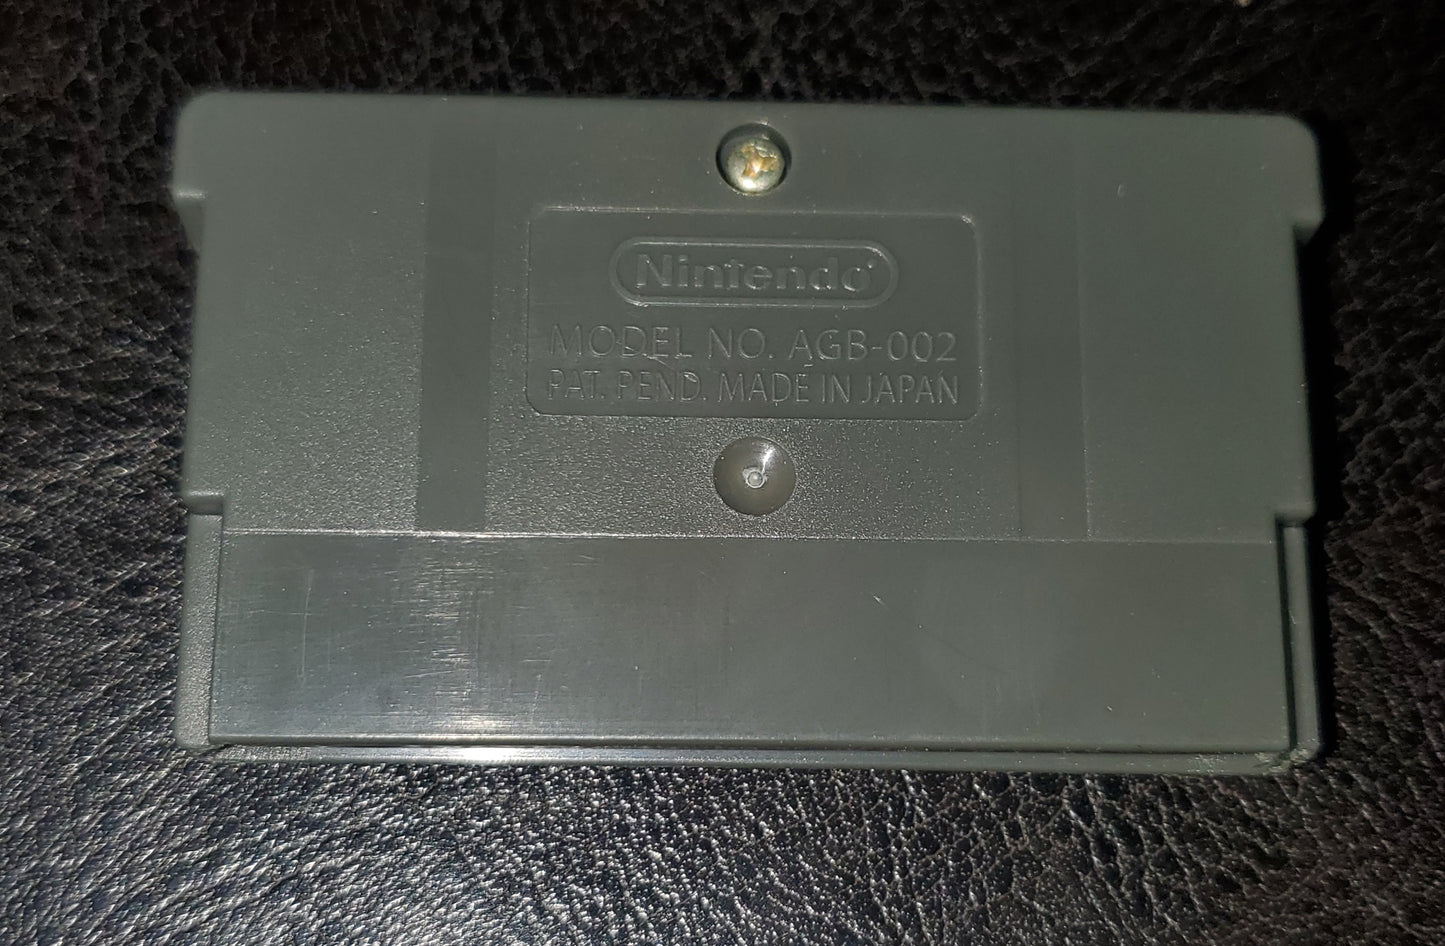 Nintendo
MODEL NO. AGB-002
PAT. PEND. MADE IN JAPAN